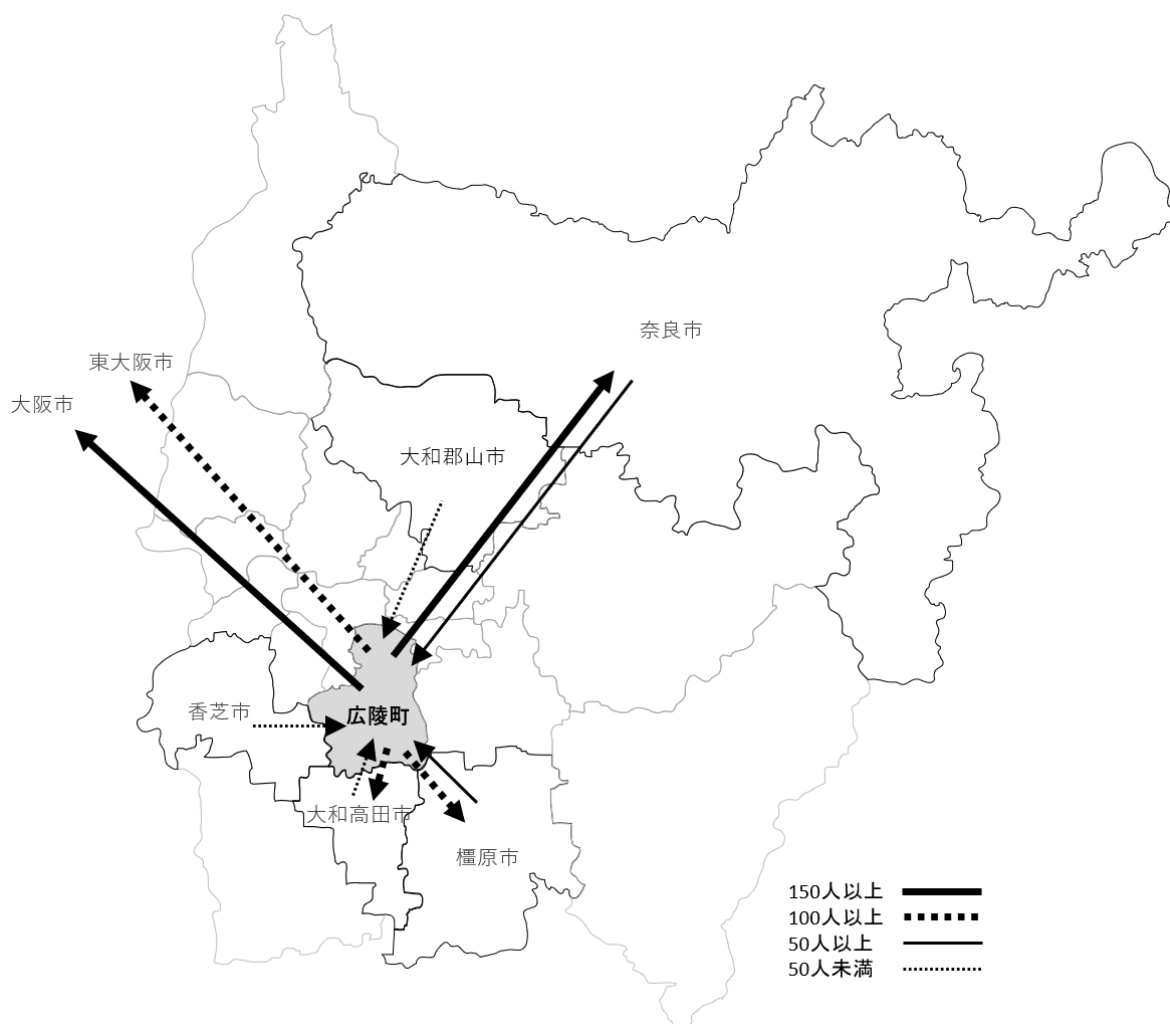 奈良市
東大阪市
大阪市
大和郡山市
香芝市
広陵町
大和高田市
橿原市
150人以上
100人以上
50人以上
50人未満